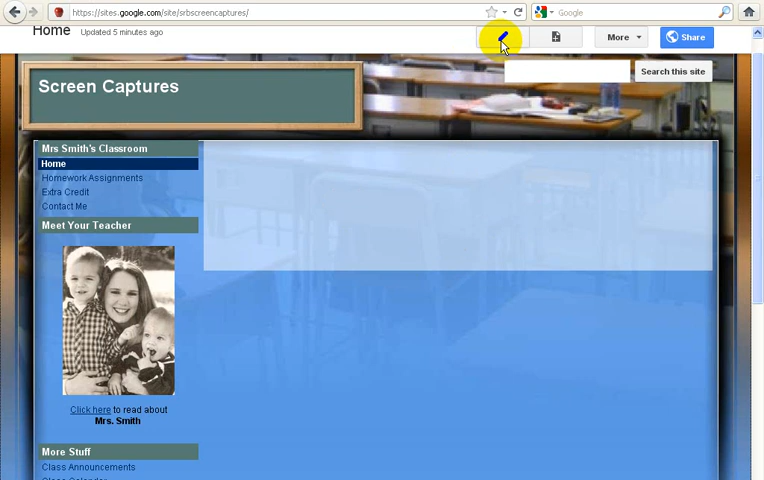 https://sites.google.com/site/srbscreencaptures/
Google
Home
Updated 5 minutes ago
More
Share
Search this site
Screen Captures
Mrs Smith's Classroom
Home
Homework Assignments
Extra Credit
Contact Me
Meet Your Teacher
Click here to read about
Mrs. Smith
More Stuff
Class Announcements
Class Calendar